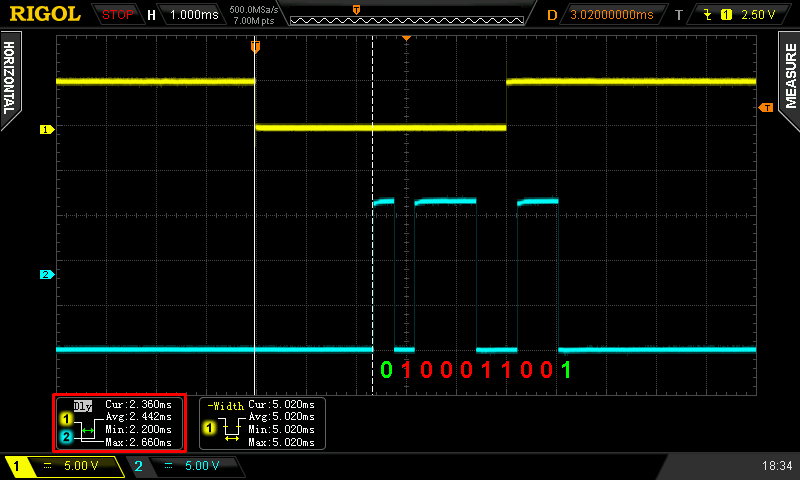 RIGOL STOP H 1.000ms 500.0MSa/s 7.00M pts T D 3.02000000ms T 1 2.50 V
HORIZONTAL
MEASURE
T
T
1
2
0 1 0 0 0 1 1 0 0 1
Dly Cur:2.360ms
1 Avg:2.442ms
2 Min:2.200ms
Max:2.660ms
-Width Cur:5.020ms
1 Avg:5.020ms
Min:5.020ms
Max:5.020ms
1 5.00 V 2 5.00 V 18:34